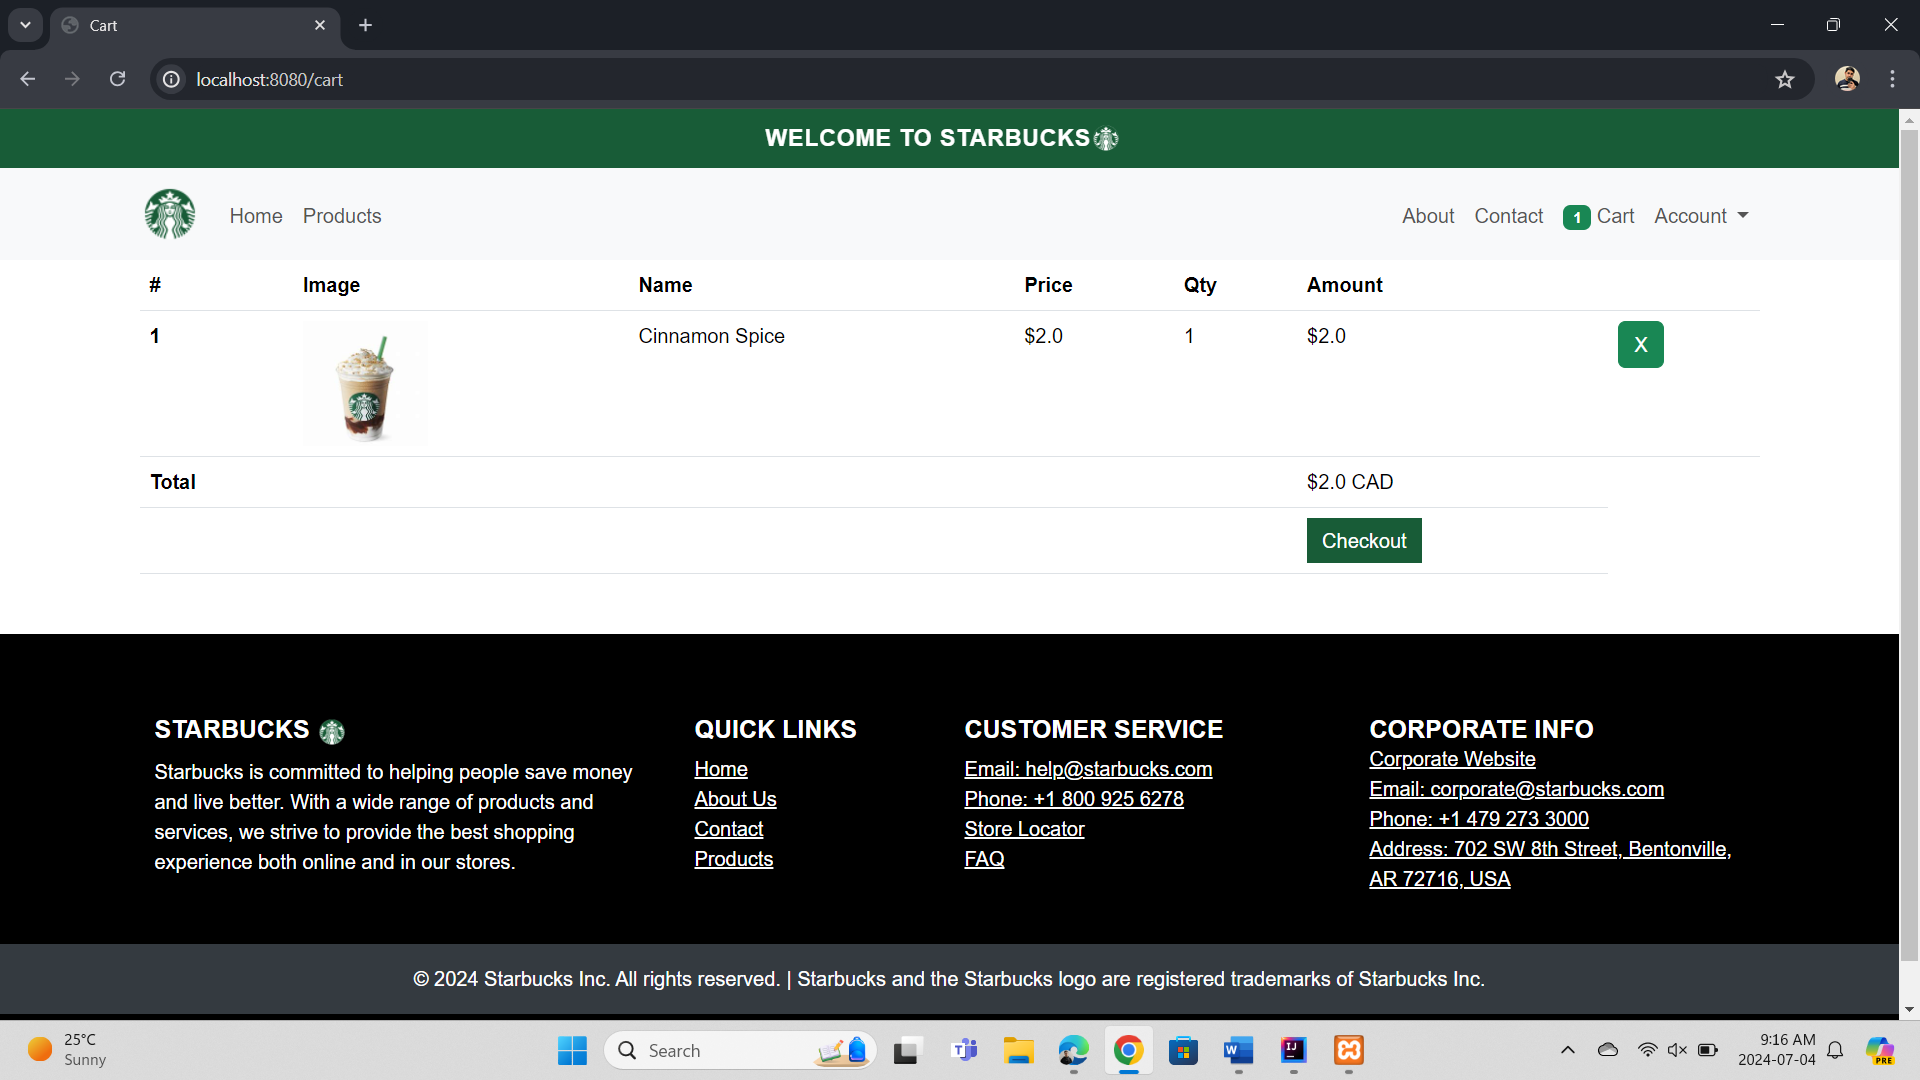 Cart
localhost:8080/cart
WELCOME TO STARBUCKS
Home Products About Contact 1 Cart Account
# Image Name Price Qty Amount
1 Cinnamon Spice $2.0 1 $2.0 X
Total $2.0 CAD
Checkout
STARBUCKS
Starbucks is committed to helping people save money
and live better. With a wide range of products and
services, we strive to provide the best shopping
experience both online and in our stores.
QUICK LINKS
Home
About Us
Contact
Products
CUSTOMER SERVICE
Email: help@starbucks.com
Phone: +1 800 925 6278
Store Locator
FAQ
CORPORATE INFO
Corporate Website
Email: corporate@starbucks.com
Phone: +1 479 273 3000
Address: 702 SW 8th Street, Bentonville,
AR 72716, USA
© 2024 Starbucks Inc. All rights reserved. | Starbucks and the Starbucks logo are registered trademarks of Starbucks Inc.
25°C
Sunny
Search
T
W
IJ
9:16 AM
2024-07-04
PRE